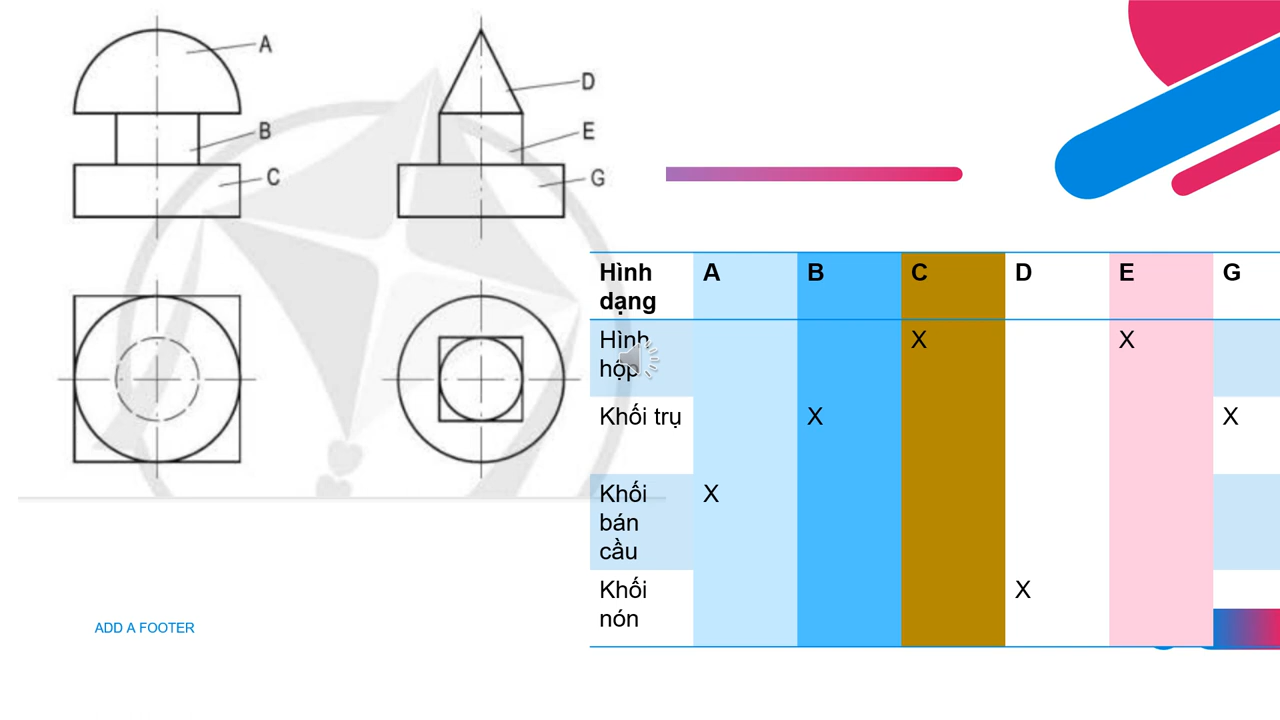 A
B
C
D
E
G
Hình dạng A B C D E G
Hình hộp X X
Khối trụ X X
Khối bán cầu X
Khối nón X
ADD A FOOTER